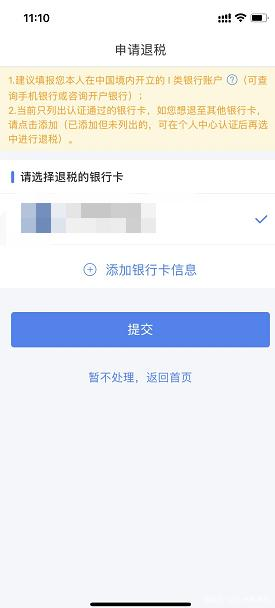 11:10
申请退税
1.建议填报您本人在中国境内开立的 I 类银行账户 ?（可查
询手机银行或咨询开户银行）；
2.当前只列出认证通过的银行卡，如您想退至其他银行卡，
请点击添加（已添加但未列出的，可在个人中心认证后再选
中进行退税）。
请选择退税的银行卡
添加银行卡信息
提交
暂不处理，返回首页